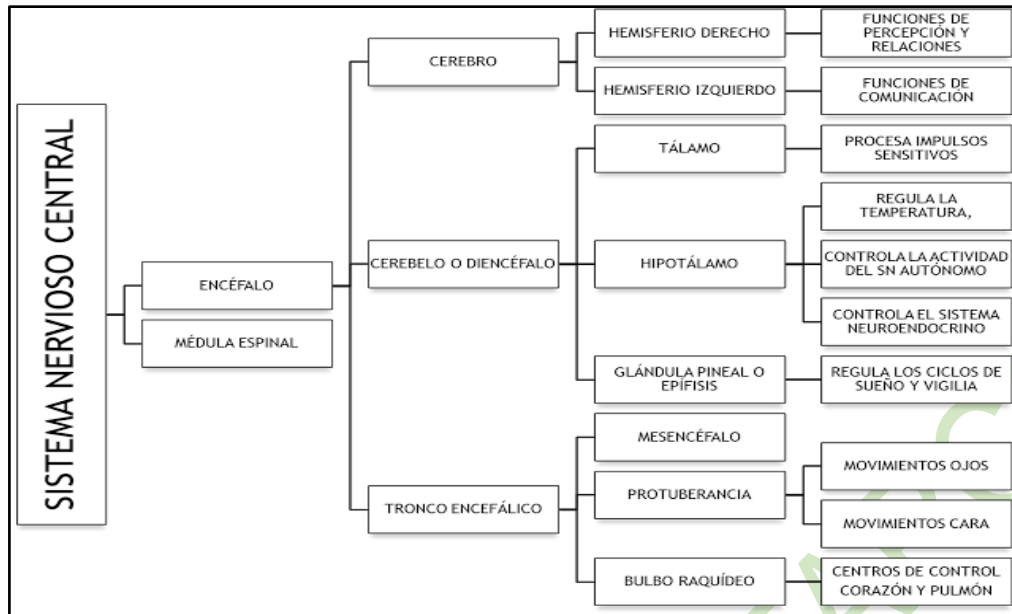 SISTEMA NERVIOSO CENTRAL
ENCÉFALO
MÉDULA ESPINAL
CEREBRO
HEMISFERIO DERECHO
FUNCIONES DE
PERCEPCIÓN Y
RELACIONES
HEMISFERIO IZQUIERDO
FUNCIONES DE
COMUNICACIÓN
CEREBELO O DIENCÉFALO
TÁLAMO
PROCESA IMPULSOS
SENSITIVOS
HIPOTÁLAMO
REGULA LA
TEMPERATURA,
CONTROLA LA ACTIVIDAD
DEL SN AUTÓNOMO
CONTROLA EL SISTEMA
NEUROENDOCRINO
GLÁNDULA PINEAL O
EPÍFISIS
REGULA LOS CICLOS DE
SUEÑO Y VIGILIA
TRONCO ENCEFÁLICO
MESENCÉFALO
PROTUBERANCIA
MOVIMIENTOS OJOS
MOVIMIENTOS CARA
BULBO RAQUÍDEO
CENTROS DE CONTROL
CORAZÓN Y PULMÓN